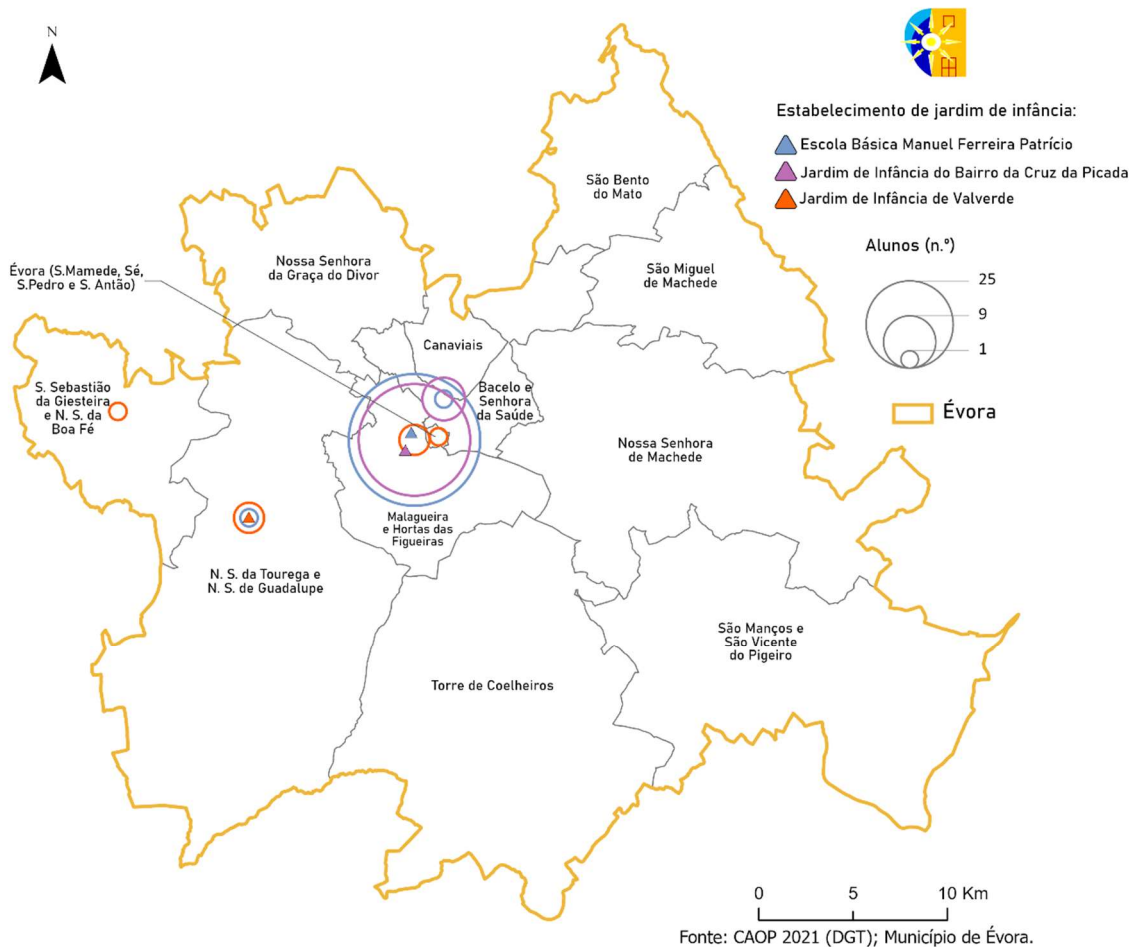 N
Estabelecimento de jardim de infância:
Escola Básica Manuel Ferreira Patrício
Jardim de Infância do Bairro da Cruz da Picada
Jardim de Infância de Valverde
Alunos (n.º)
25
9
1
Évora
São Bento
do Mato
Nossa Senhora
da Graça do Divor
São Miguel
de Machede
Évora (S.Mamede, Sé,
S.Pedro e S. Antão)
Canaviais
S. Sebastião
da Giesteira
e N. S. da
Boa Fé
Bacelo e
Senhora
da Saúde
Nossa Senhora
de Machede
Malagueira
e Hortas das
Figueiras
N. S. da Tourega e
N. S. de Guadalupe
São Manços e
São Vicente
do Pigeiro
Torre de Coelheiros
0 5 10 Km
Fonte: CAOP 2021 (DGT); Município de Évora.